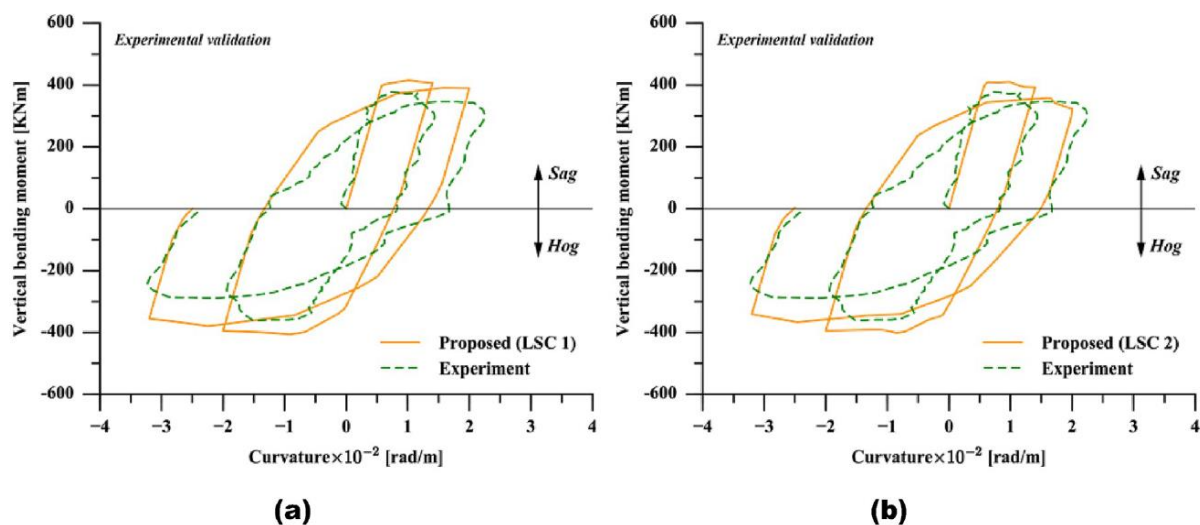 600
400
200
0
-200
-400
-600
Vertical bending moment [KNm]
Experimental validation
Sag
Hog
Proposed (LSC 1)
Experiment
−4 −3 −2 −1 0 1 2 3 4
Curvature×10⁻² [rad/m]
(a)
600
400
200
0
-200
-400
-600
Vertical bending moment [KNm]
Experimental validation
Sag
Hog
Proposed (LSC 2)
Experiment
−4 −3 −2 −1 0 1 2 3 4
Curvature×10⁻² [rad/m]
(b)